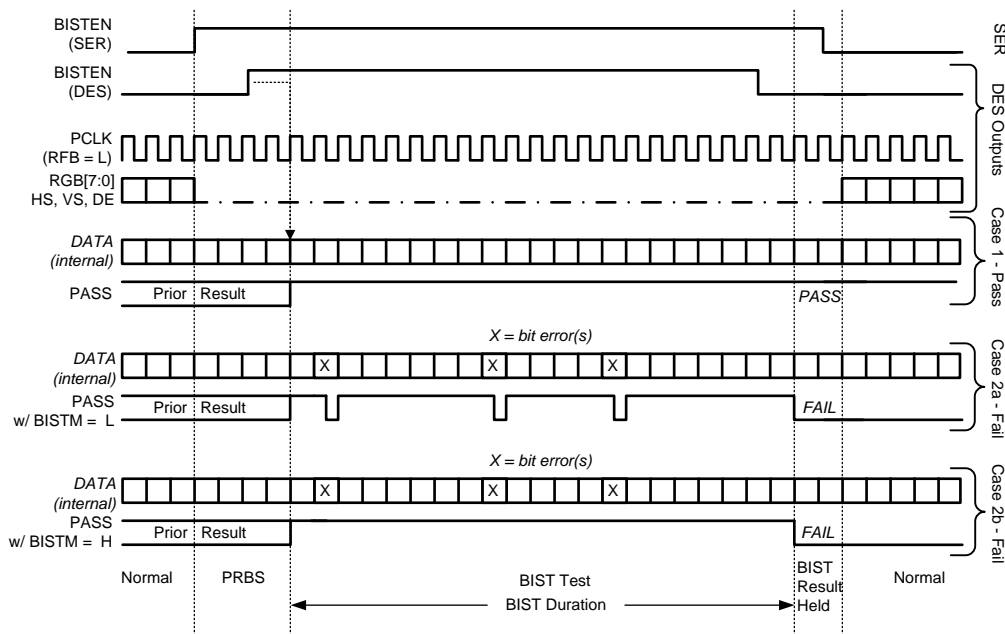 BISTEN
(SER)
SER
BISTEN
(DES)
DES Outputs
PCLK
(RFB = L)
RGB[7:0]
HS, VS, DE
DATA
(internal)
Case 1 - Pass
PASS
Prior Result
PASS
X = bit error(s)
DATA
(internal)
X X X
Case 2a - Fail
PASS
w/ BISTM = L
Prior Result
FAIL
X = bit error(s)
DATA
(internal)
X X X
Case 2b - Fail
PASS
w/ BISTM = H
Prior Result
FAIL
Normal
PRBS
BIST Test
BIST Duration
BIST
Result
Held
Normal